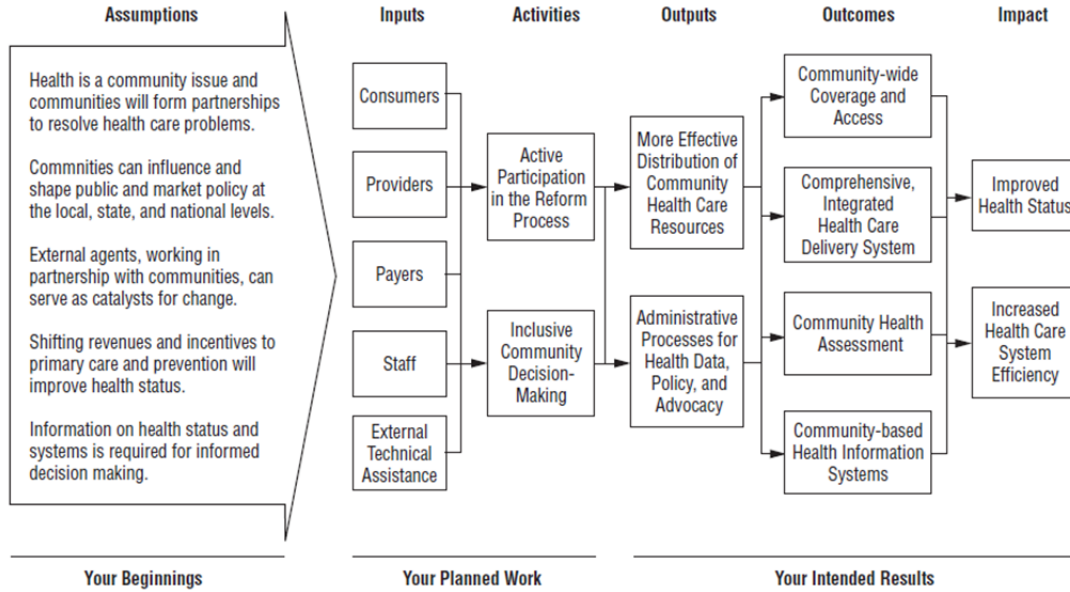 Assumptions
Inputs
Activities
Outputs
Outcomes
Impact
Health is a community issue and
communities will form partnerships
to resolve health care problems.
Commnities can influence and
shape public and market policy at
the local, state, and national levels.
External agents, working in
partnership with communities, can
serve as catalysts for change.
Shifting revenues and incentives to
primary care and prevention will
improve health status.
Information on health status and
systems is required for informed
decision making.
Consumers
Providers
Payers
Staff
External
Technical
Assistance
Active
Participation
in the Reform
Process
Inclusive
Community
Decision-
Making
More Effective
Distribution of
Community
Health Care
Resources
Administrative
Processes for
Health Data,
Policy, and
Advocacy
Community-wide
Coverage and
Access
Comprehensive,
Integrated
Health Care
Delivery System
Community Health
Assessment
Community-based
Health Information
Systems
Improved
Health Status
Increased
Health Care
System
Efficiency
Your Beginnings
Your Planned Work
Your Intended Results